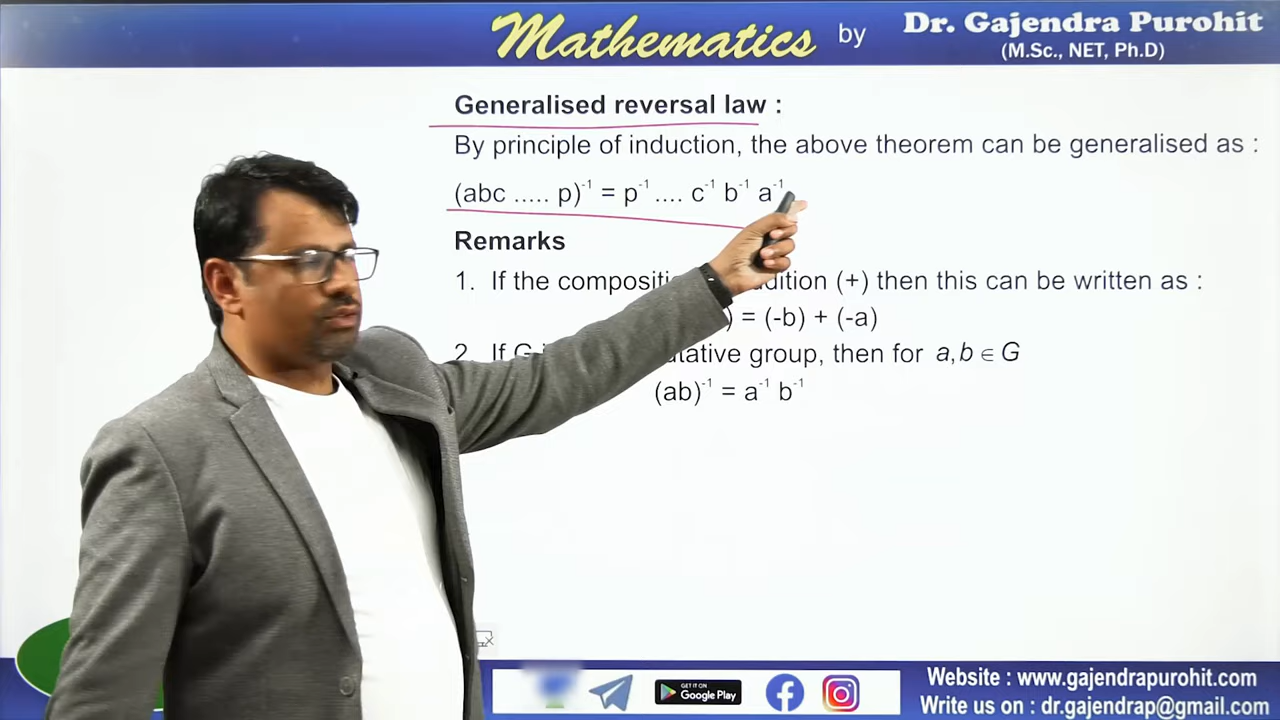 Mathematics by Dr. Gajendra Purohit
(M.Sc., NET, Ph.D)
Generalised reversal law :
By principle of induction, the above theorem can be generalised as :
(abc ..... p)⁻¹ = p⁻¹ .... c⁻¹ b⁻¹ a⁻¹
Remarks
1. If the compositi dition (+) then this can be written as :
) = (-b) + (-a)
2. If G tative group, then for a, b ∈ G
(ab)⁻¹ = a⁻¹ b⁻¹
GET IT ON
Google Play
Website : www.gajendrapurohit.com
Write us on : dr.gajendrap@gmail.com